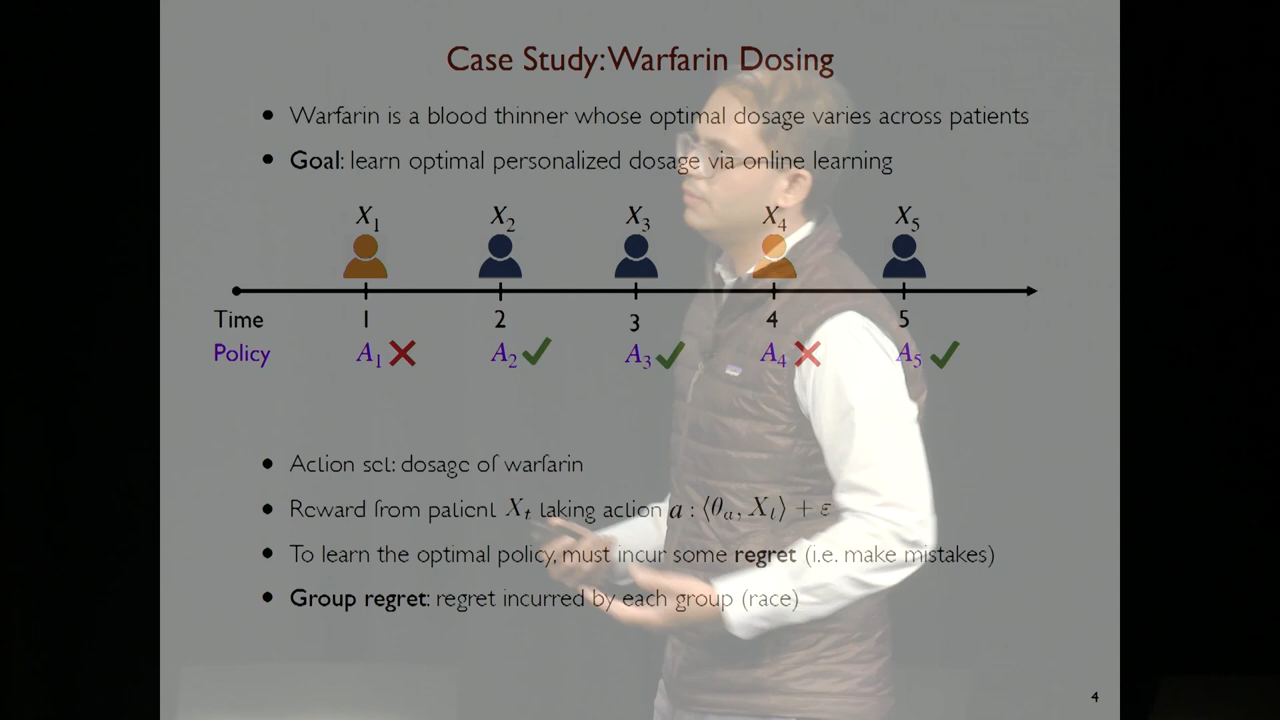 Case Study: Warfarin Dosing
• Warfarin is a blood thinner whose optimal dosage varies across patients
• Goal: learn optimal personalized dosage via online learning
X₁ X₂ X₃ X₄ X₅
Time 1 2 3 4 5
Policy A₁ ✗ A₂ ✓ A₃ ✓ A₄ ✗ A₅ ✓
• Action set: dosage of warfarin
• Reward from patient Xₜ taking action a : ⟨θₐ, Xₜ⟩ + ε
• To learn the optimal policy, must incur some regret (i.e. make mistakes)
• Group regret: regret incurred by each group (race)
4